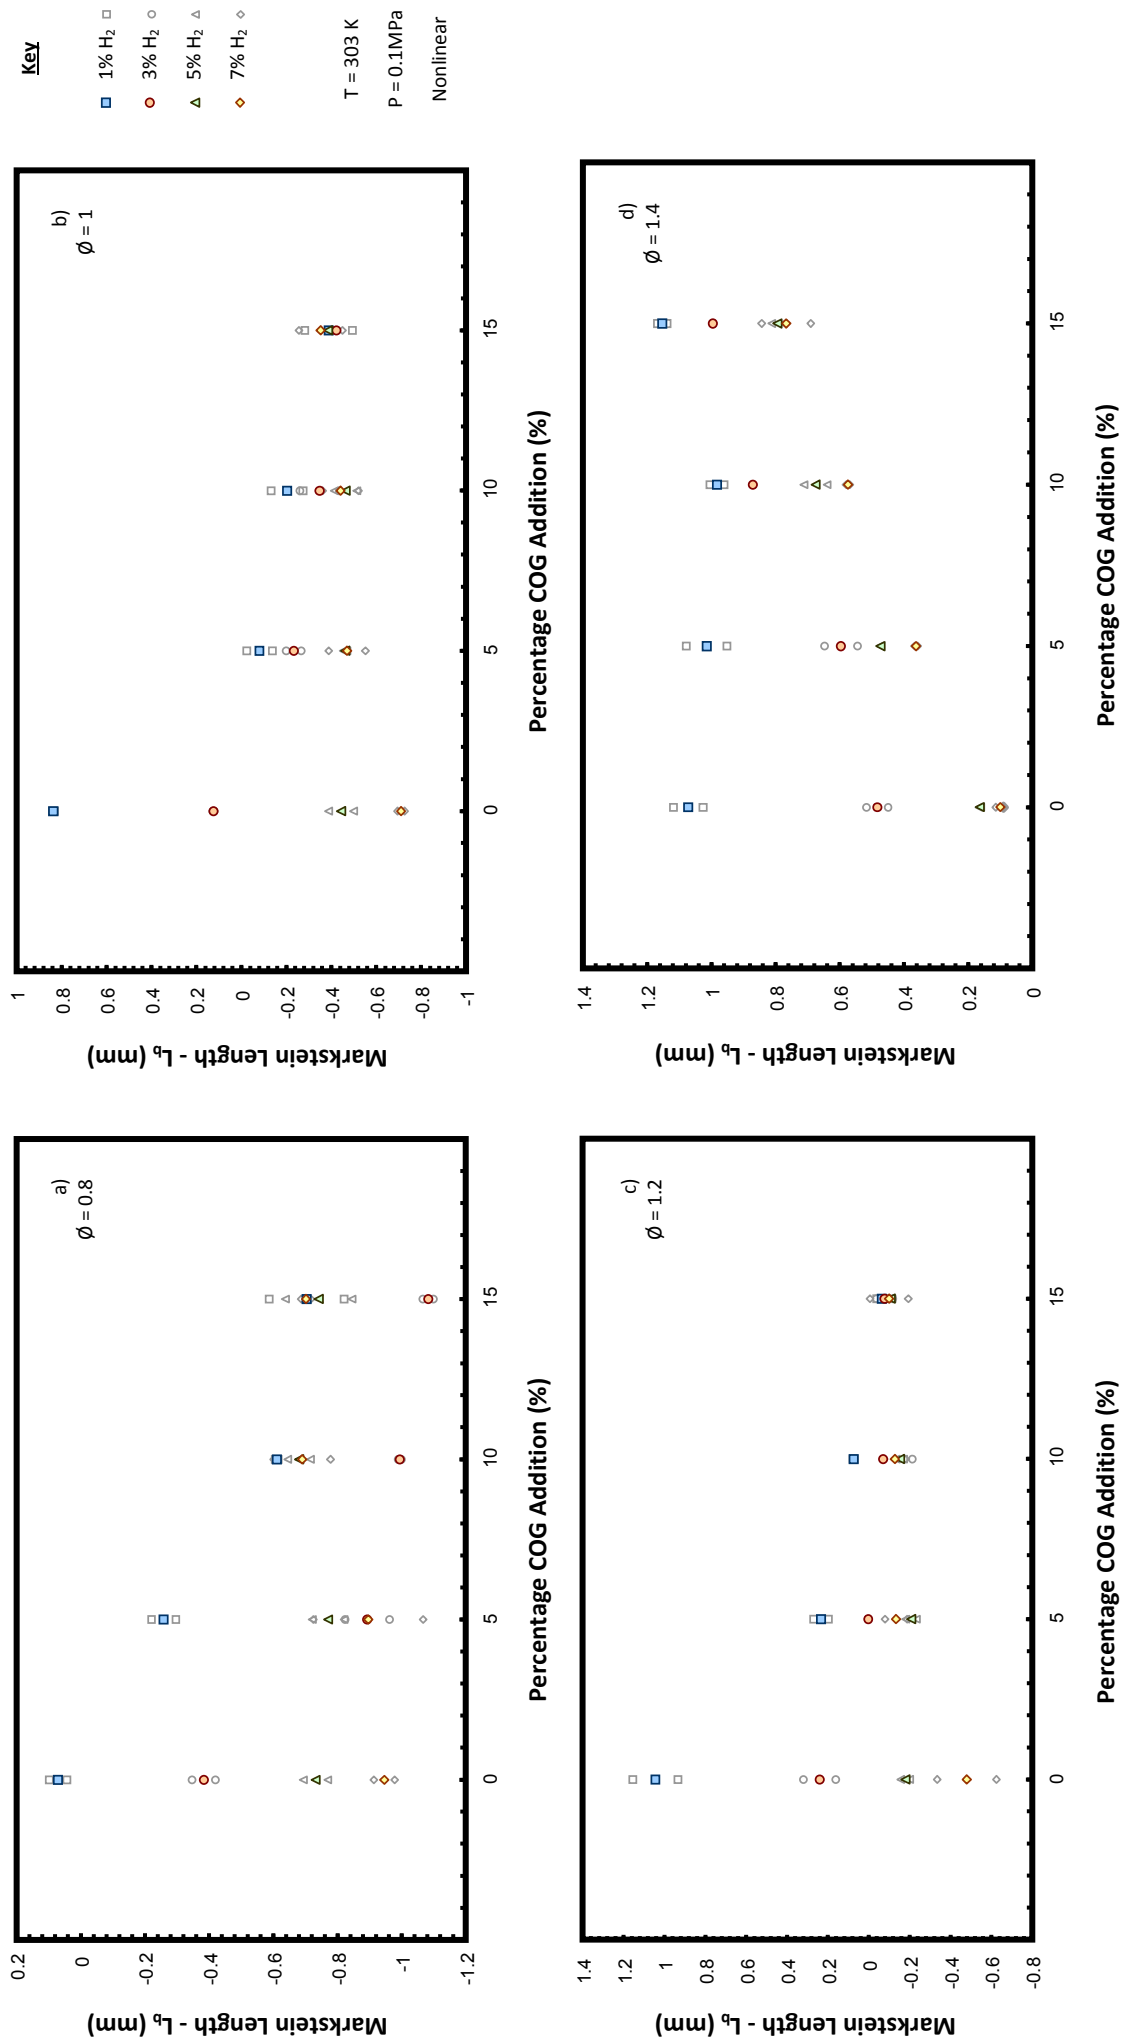 a)
Ø = 0.8
0.2
0
-0.2
-0.4
-0.6
-0.8
-1
-1.2
Markstein Length - Lb (mm)
0
5
10
15
Percentage COG Addition (%)
b)
Ø = 1
1
0.8
0.6
0.4
0.2
0
-0.2
-0.4
-0.6
-0.8
-1
Markstein Length - Lb (mm)
0
5
10
15
Percentage COG Addition (%)
Key
1% H₂
3% H₂
5% H₂
7% H₂
T = 303 K
P = 0.1MPa
Nonlinear
c)
Ø = 1.2
1.4
1.2
1
0.8
0.6
0.4
0.2
0
-0.2
-0.4
-0.6
-0.8
Markstein Length - Lb (mm)
0
5
10
15
Percentage COG Addition (%)
d)
Ø = 1.4
1.4
1.2
1
0.8
0.6
0.4
0.2
0
Markstein Length - Lb (mm)
0
5
10
15
Percentage COG Addition (%)